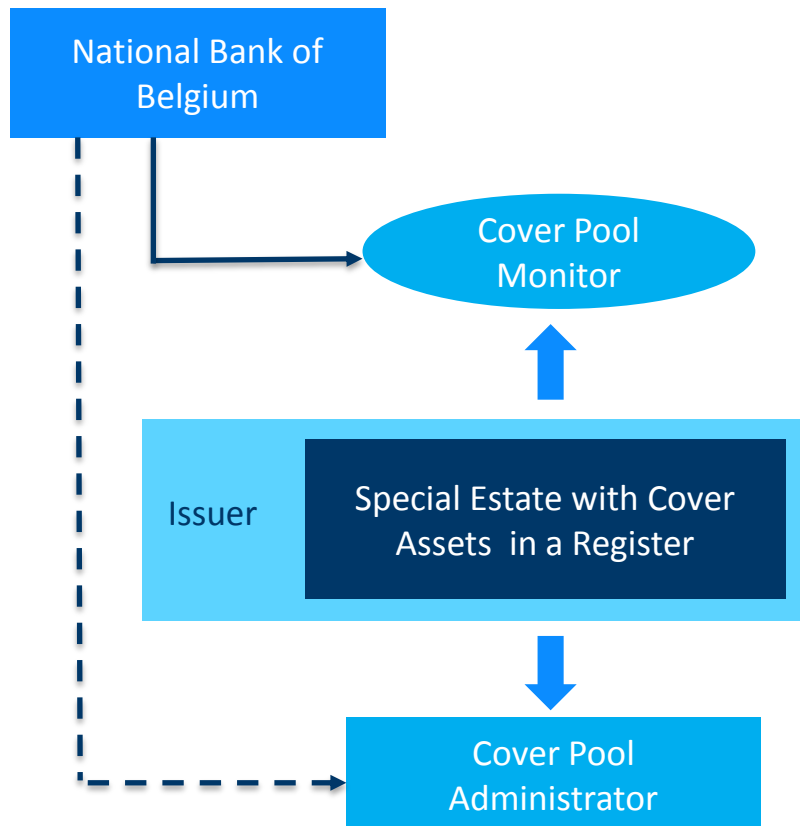 National Bank of
Belgium
Cover Pool
Monitor
Issuer
Special Estate with Cover
Assets in a Register
Cover Pool
Administrator